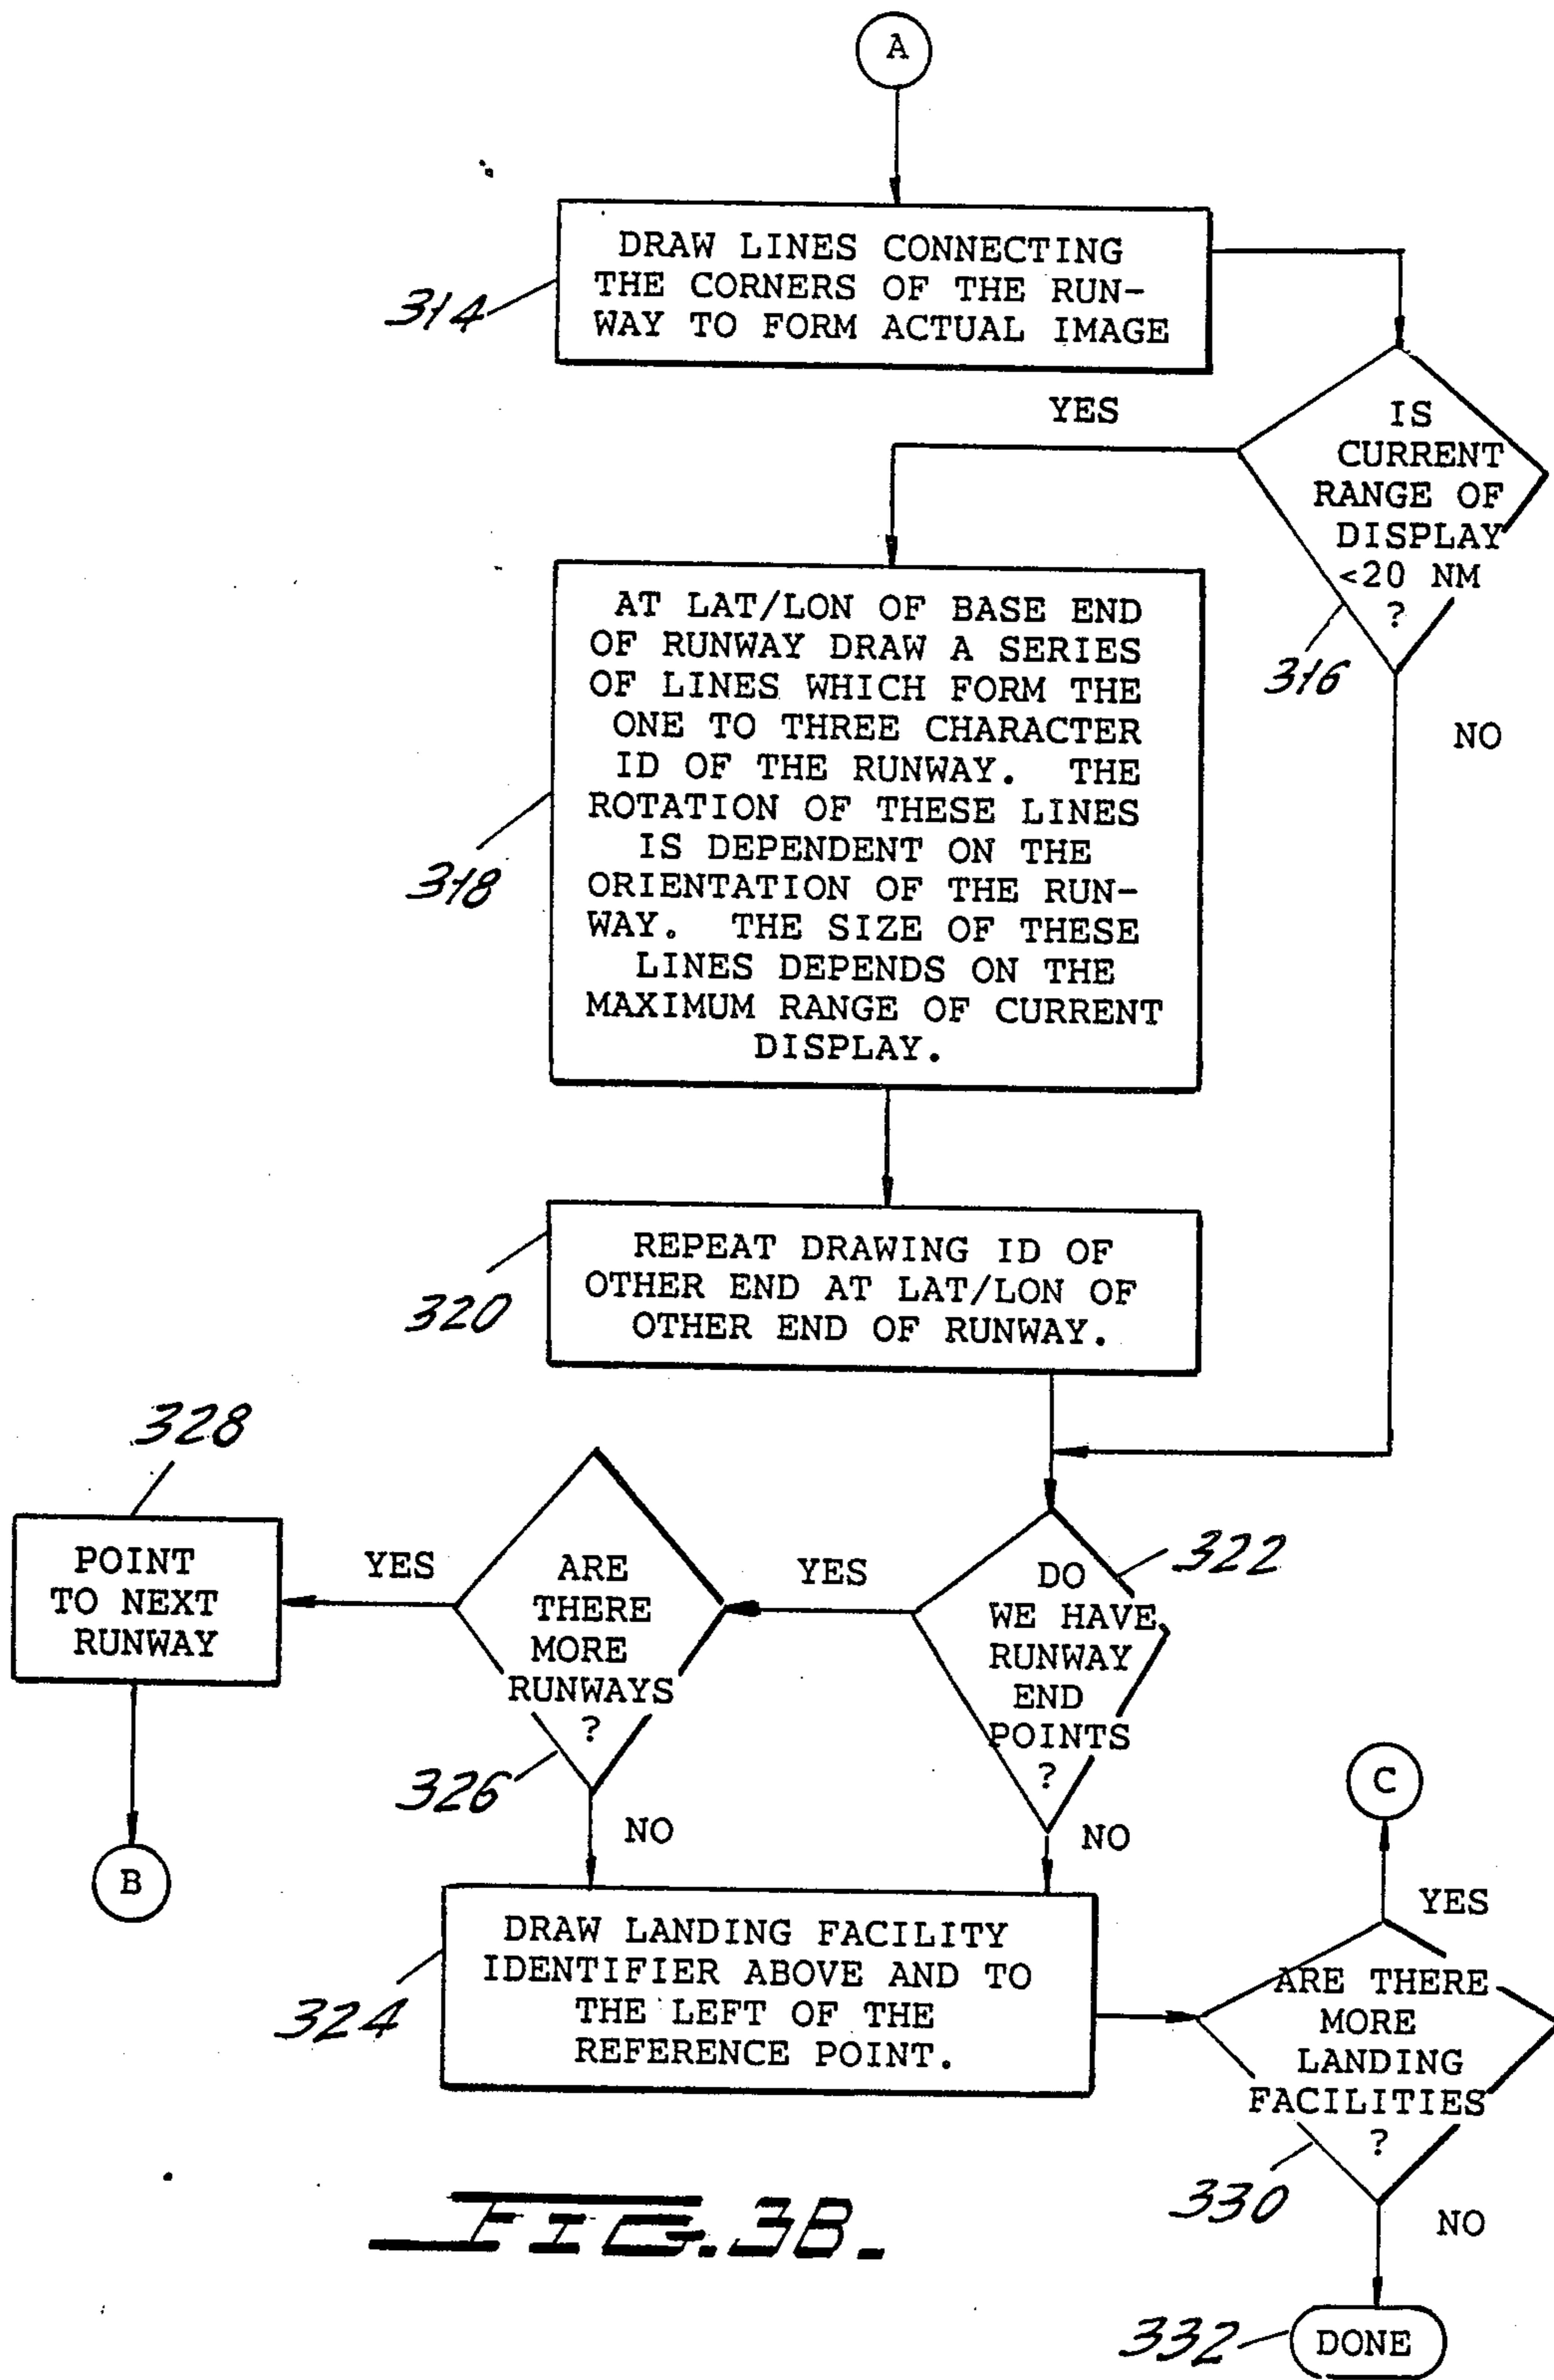 A
DRAW LINES CONNECTING
THE CORNERS OF THE RUN-
WAY TO FORM ACTUAL IMAGE
314
YES
IS
CURRENT
RANGE OF
DISPLAY
<20 NM
?
316
NO
AT LAT/LON OF BASE END
OF RUNWAY DRAW A SERIES
OF LINES WHICH FORM THE
ONE TO THREE CHARACTER
ID OF THE RUNWAY. THE
ROTATION OF THESE LINES
IS DEPENDENT ON THE
ORIENTATION OF THE RUN-
WAY. THE SIZE OF THESE
LINES DEPENDS ON THE
MAXIMUM RANGE OF CURRENT
DISPLAY.
318
REPEAT DRAWING ID OF
OTHER END AT LAT/LON OF
OTHER END OF RUNWAY.
320
328
POINT
TO NEXT
RUNWAY
YES
ARE
THERE
MORE
RUNWAYS
?
326
YES
DO
WE HAVE
RUNWAY
END
POINTS
?
322
B
NO
NO
C
YES
DRAW LANDING FACILITY
IDENTIFIER ABOVE AND TO
THE LEFT OF THE
REFERENCE POINT.
324
ARE THERE
MORE
LANDING
FACILITIES
?
330
NO
FIG.3B.
332
DONE